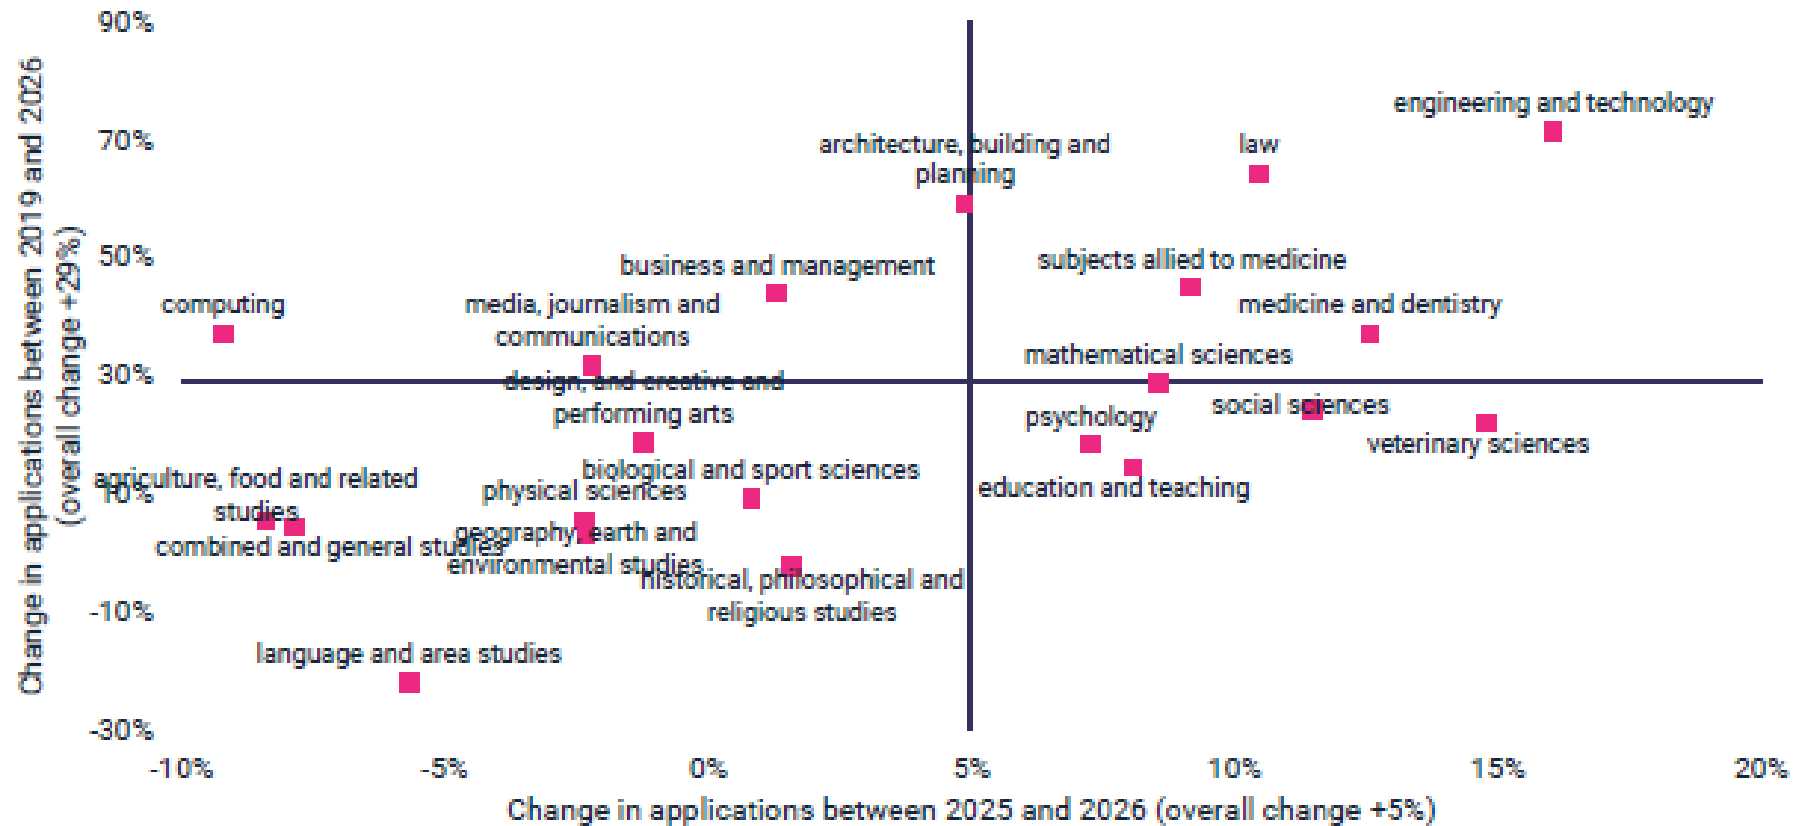 90%
engineering and technology
70%
architecture, building and
planning
law
50%
subjects allied to medicine
business and management
computing
media, journalism and
communications
medicine and dentistry
mathematical sciences
30%
design, and creative and
performing arts
psychology
social sciences
veterinary sciences
biological and sport sciences
agriculture, food and related
studies
10%
physical sciences
education and teaching
geography, earth and
environmental studies
combined and general studies
historical, philosophical and
religious studies
-10%
language and area studies
-30%
-10%
-5%
0%
5%
10%
15%
20%
Change in applications between 2025 and 2026 (overall change +5%)
Change in applications between 2019 and 2026
(overall change +29%)